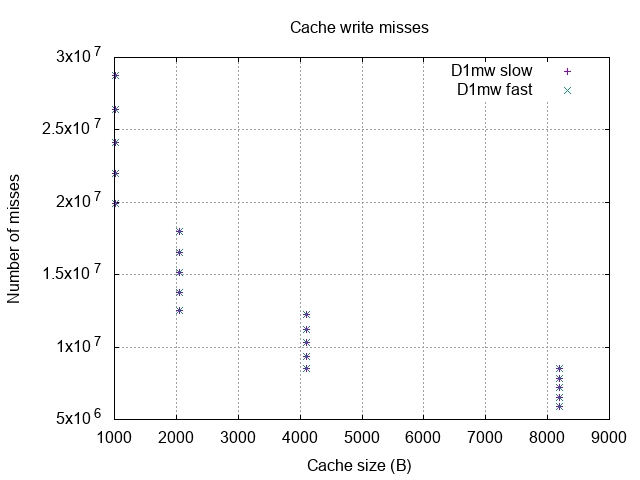 Cache write misses
D1mw slow
D1mw fast
3x10^7
2.5x10^7
2x10^7
1.5x10^7
1x10^7
5x10^6
Number of misses
1000 2000 3000 4000 5000 6000 7000 8000 9000
Cache size (B)